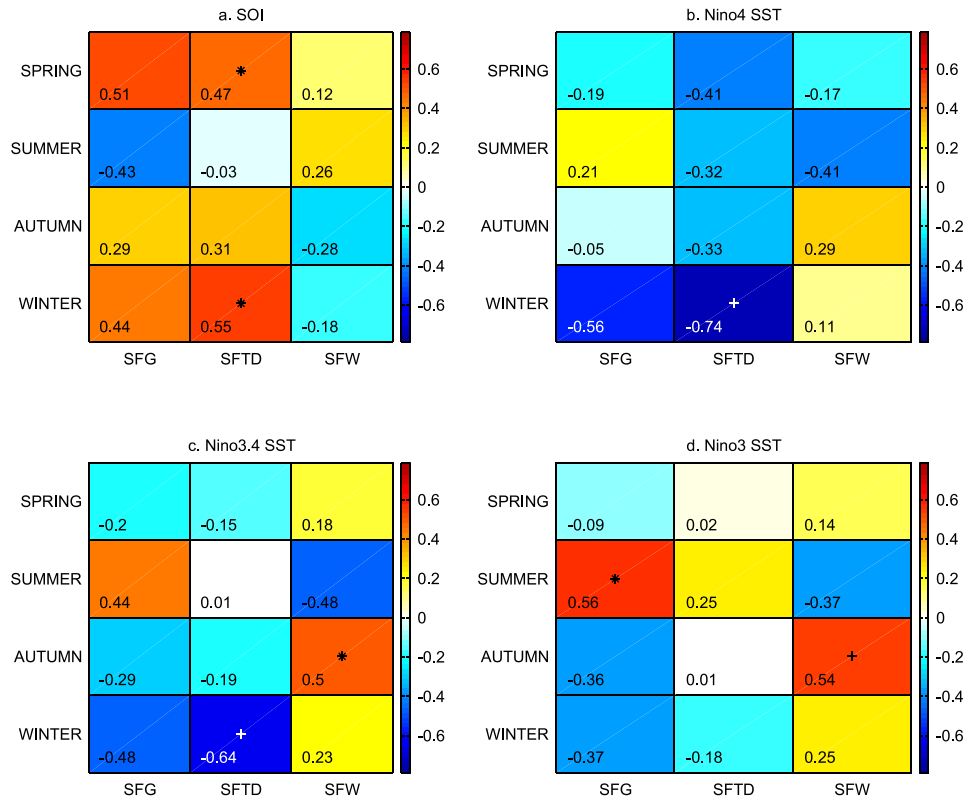 a. SOI
SPRING 0.51 0.47 0.12
SUMMER -0.43 -0.03 0.26
AUTUMN 0.29 0.31 -0.28
WINTER 0.44 0.55 -0.18
SFG SFTD SFW
0.6
0.4
0.2
0
-0.2
-0.4
-0.6
b. Nino4 SST
SPRING -0.19 -0.41 -0.17
SUMMER 0.21 -0.32 -0.41
AUTUMN -0.05 -0.33 0.29
WINTER -0.56 -0.74 0.11
SFG SFTD SFW
0.6
0.4
0.2
0
-0.2
-0.4
-0.6
c. Nino3.4 SST
SPRING -0.2 -0.15 0.18
SUMMER 0.44 0.01 -0.48
AUTUMN -0.29 -0.19 0.5
WINTER -0.48 -0.64 0.23
SFG SFTD SFW
0.6
0.4
0.2
0
-0.2
-0.4
-0.6
d. Nino3 SST
SPRING -0.09 0.02 0.14
SUMMER 0.56 0.25 -0.37
AUTUMN -0.36 0.01 0.54
WINTER -0.37 -0.18 0.25
SFG SFTD SFW
0.6
0.4
0.2
0
-0.2
-0.4
-0.6